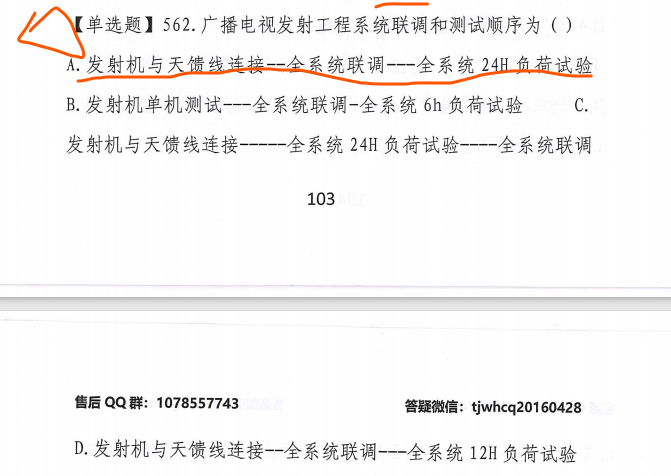 【单选题】562.广播电视发射工程系统联调和测试顺序为（ ）
A.发射机与天馈线连接--全系统联调---全系统 24H 负荷试验
B.发射机单机测试---全系统联调-全系统 6h 负荷试验 C.
发射机与天馈线连接-----全系统 24H 负荷试验----全系统联调
103
售后 QQ 群：1078557743 答疑微信：tjwhcq20160428
D.发射机与天馈线连接--全系统联调---全系统 12H 负荷试验